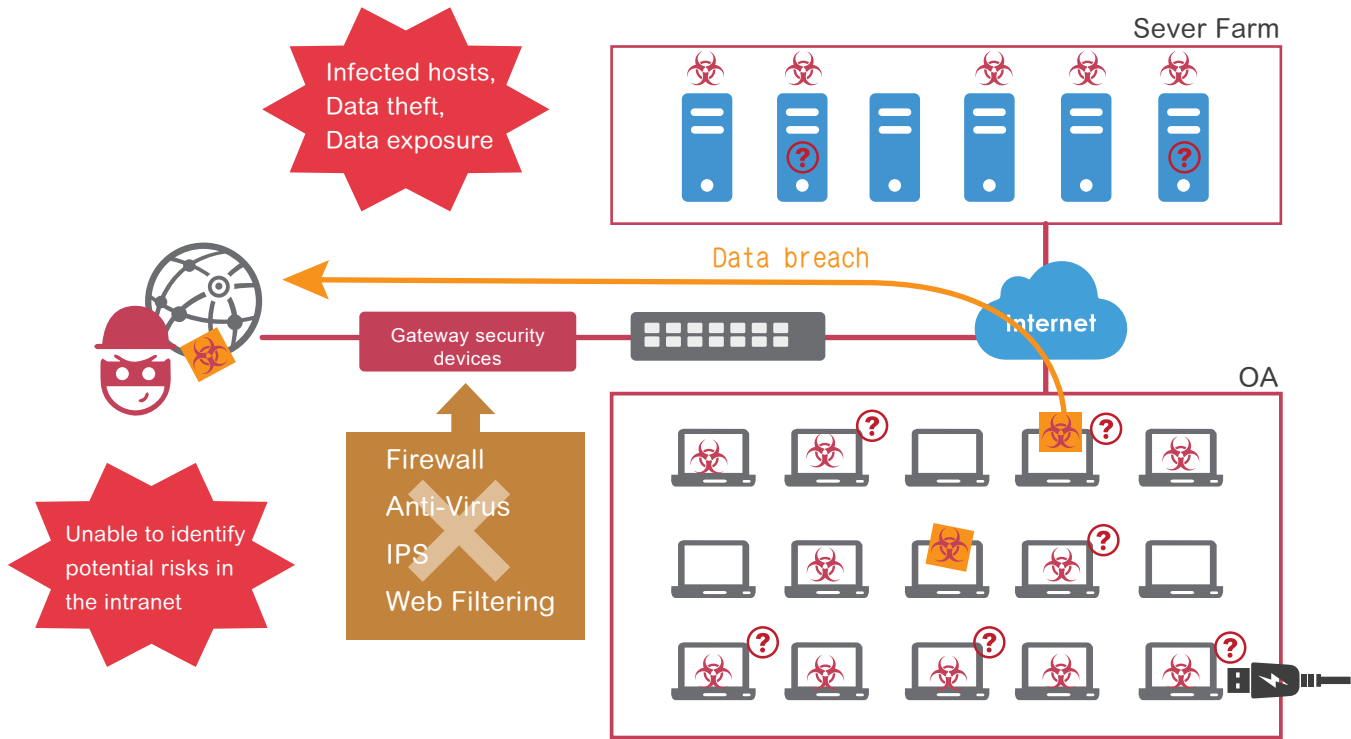 Sever Farm
Infected hosts,
Data theft,
Data exposure
?
?
Data breach
Internet
Gateway security
devices
OA
Firewall
Anti-Virus
IPS
Web Filtering
Unable to identify
potential risks in
the intranet
?
?
?
?
?
?